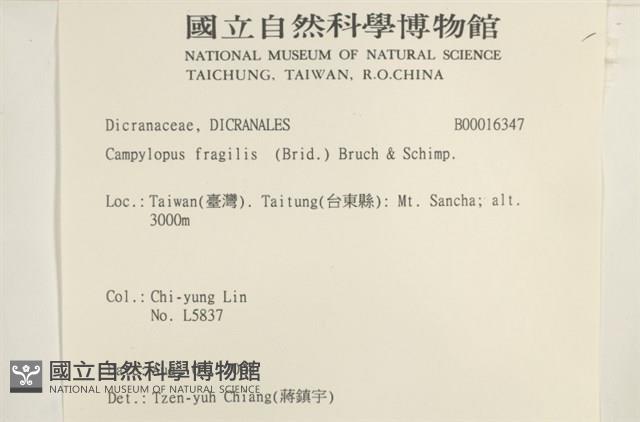 國立自然科學博物館
NATIONAL MUSEUM OF NATURAL SCIENCE
TAICHUNG, TAIWAN, R.O.CHINA
Dicranaceae, DICRANALES B00016347
Campylopus fragilis (Brid.) Bruch & Schimp.
Loc.: Taiwan(臺灣). Taitung(台東縣): Mt. Sancha; alt.
3000m
Col.: Chi-yung Lin
No. L5837
國立自然科學博物館
NATIONAL MUSEUM OF NATURAL SCIENCE
Det.: Tzen-yuh Chiang(蔣鎮宇)